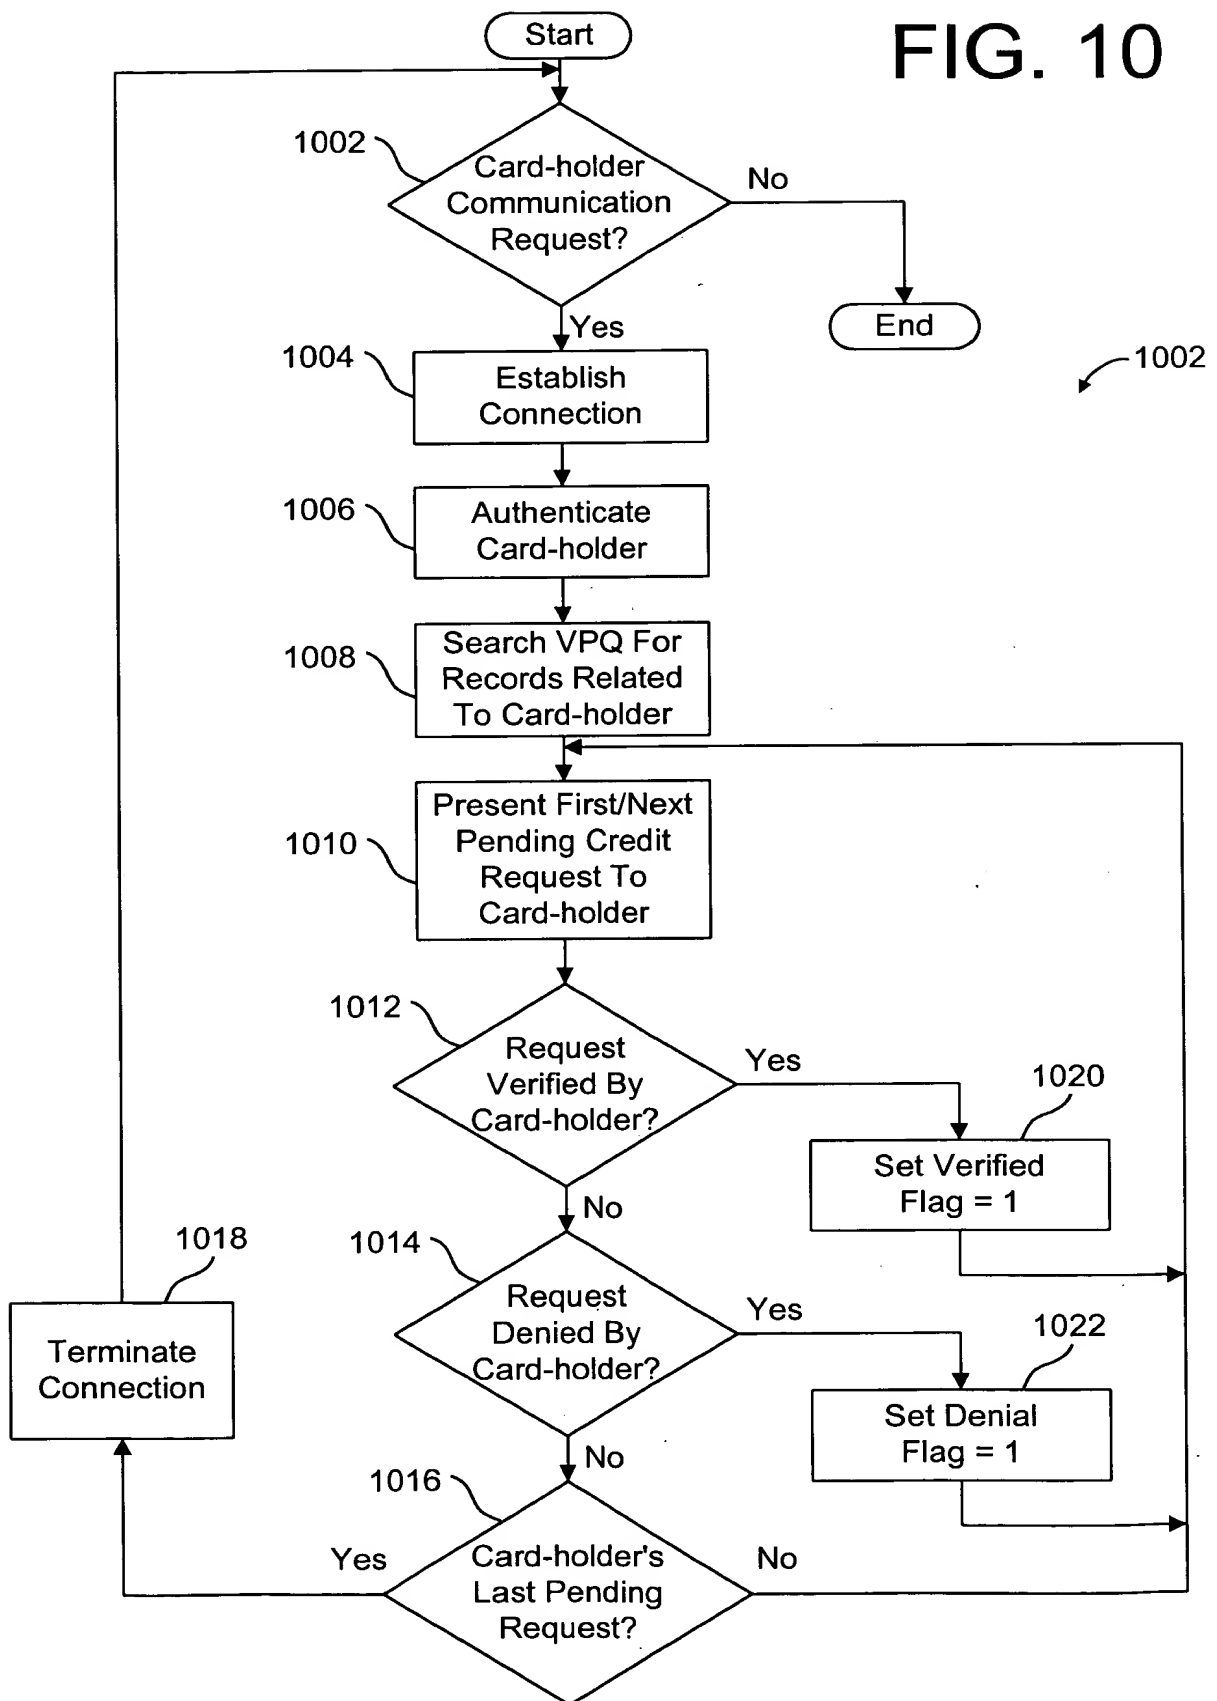 Start
FIG. 10
1002
Card-holder
Communication
Request?
No
End
Yes
1002
1004
Establish
Connection
1006
Authenticate
Card-holder
1008
Search VPQ For
Records Related
To Card-holder
1010
Present First/Next
Pending Credit
Request To
Card-holder
1012
Request
Verified By
Card-holder?
Yes
1020
Set Verified
Flag = 1
No
1018
1014
Request
Denied By
Card-holder?
Yes
1022
Terminate
Connection
Set Denial
Flag = 1
No
1016
Yes
Card-holder's
Last Pending
Request?
No